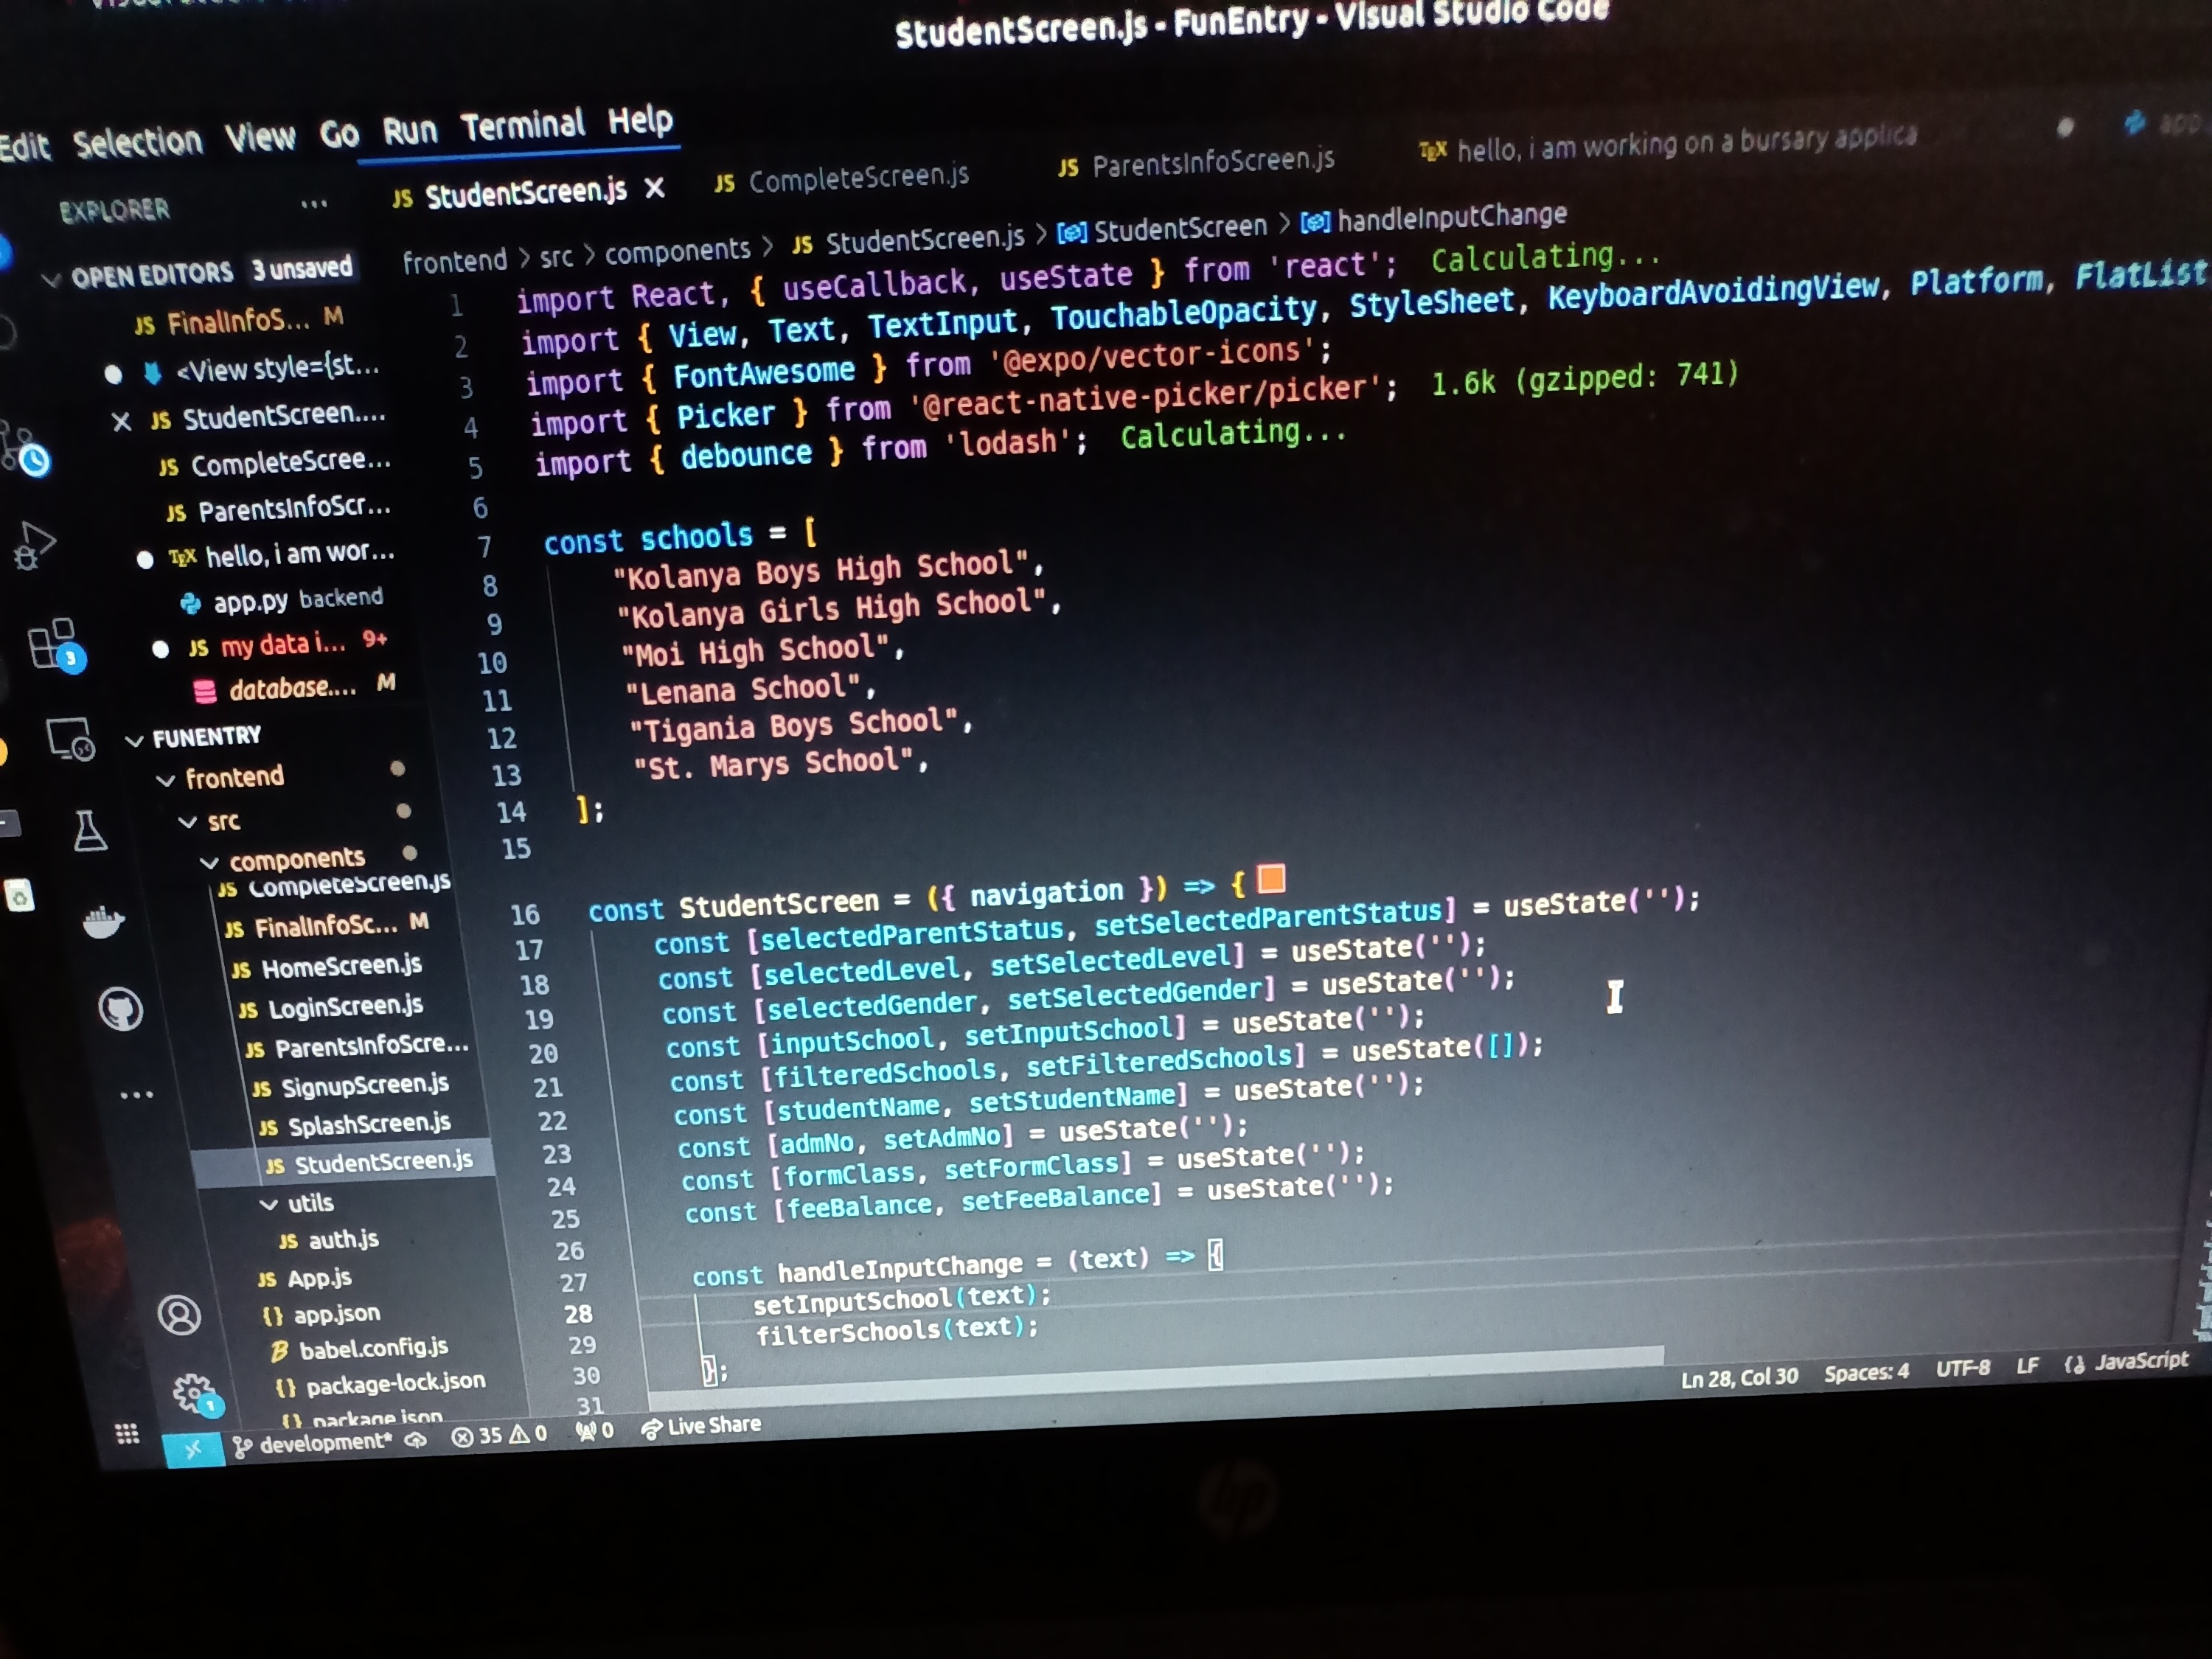 StudentScreen.js - FunEntry - Visual Studio Code
Edit Selection View Go Run Terminal Help
EXPLORER
OPEN EDITORS 3 unsaved
JS FinalInfoS... M
<View style={st...
JS StudentScreen....
JS CompleteScree...
JS ParentsInfoScr...
TEX hello, i am wor...
app.py backend
JS my data i... 9+
database.... M
FUNENTRY
frontend
src
components
JS CompleteScreen.js
JS FinalInfoSc... M
JS HomeScreen.js
JS LoginScreen.js
JS ParentsInfoScre...
JS SignupScreen.js
JS SplashScreen.js
JS StudentScreen.js
utils
JS auth.js
JS App.js
{} app.json
babel.config.js
{} package-lock.json
{} package.json
3
1
JS StudentScreen.js JS CompleteScreen.js JS ParentsInfoScreen.js TEX hello, i am working on a bursary applica app
frontend > src > components > JS StudentScreen.js > StudentScreen > handleInputChange
1 import React, { useCallback, useState } from 'react'; Calculating...
2 import { View, Text, TextInput, TouchableOpacity, StyleSheet, KeyboardAvoidingView, Platform, FlatList
3 import { FontAwesome } from '@expo/vector-icons';
4 import { Picker } from '@react-native-picker/picker'; 1.6k (gzipped: 741)
5 import { debounce } from 'lodash'; Calculating...
6
7 const schools = [
8 "Kolanya Boys High School",
9 "Kolanya Girls High School",
10 "Moi High School",
11 "Lenana School",
12 "Tigania Boys School",
13 "St. Marys School",
14 ];
15
16 const StudentScreen = ({ navigation }) => {
17 const [selectedParentStatus, setSelectedParentStatus] = useState('');
18 const [selectedLevel, setSelectedLevel] = useState('');
19 const [selectedGender, setSelectedGender] = useState('');
20 const [inputSchool, setInputSchool] = useState('');
21 const [filteredSchools, setFilteredSchools] = useState([]);
22 const [studentName, setStudentName] = useState('');
23 const [admNo, setAdmNo] = useState('');
24 const [formClass, setFormClass] = useState('');
25 const [feeBalance, setFeeBalance] = useState('');
26
27 const handleInputChange = (text) => {
28 setInputSchool(text);
29 filterSchools(text);
30 };
31
development* 35 0 0 Live Share Ln 28, Col 30 Spaces: 4 UTF-8 LF JavaScript
hp